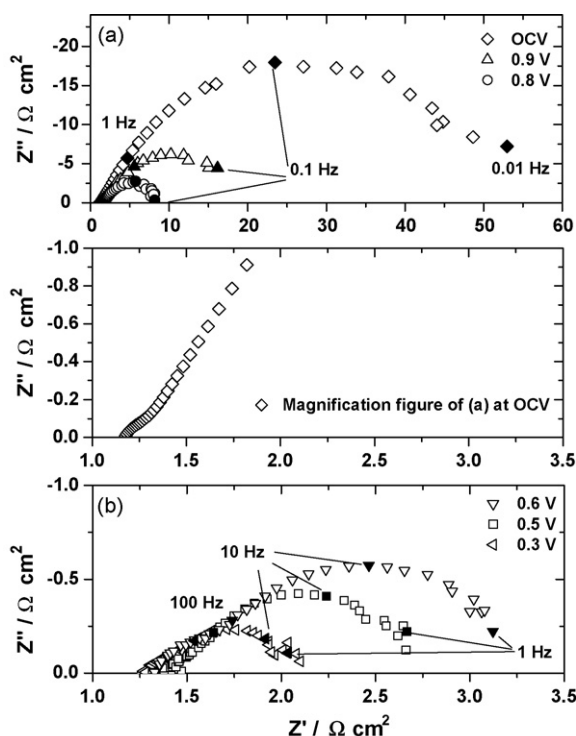 (a)
OCV
0.9 V
0.8 V
1 Hz
0.1 Hz
0.01 Hz
Z'' / Ω cm²
-20
-15
-10
-5
0
0 10 20 30 40 50 60
Magnification figure of (a) at OCV
Z'' / Ω cm²
-1.0
-0.8
-0.6
-0.4
-0.2
0.0
1.0 1.5 2.0 2.5 3.0 3.5
(b)
0.6 V
0.5 V
0.3 V
10 Hz
100 Hz
1 Hz
Z'' / Ω cm²
-1.0
-0.5
0.0
1.0 1.5 2.0 2.5 3.0 3.5
Z' / Ω cm²